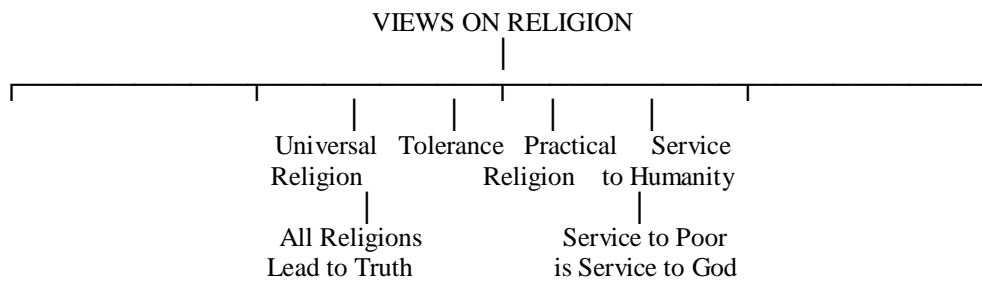 VIEWS ON RELIGION
Universal Tolerance Practical Service
Religion Religion to Humanity
All Religions Service to Poor
Lead to Truth is Service to God